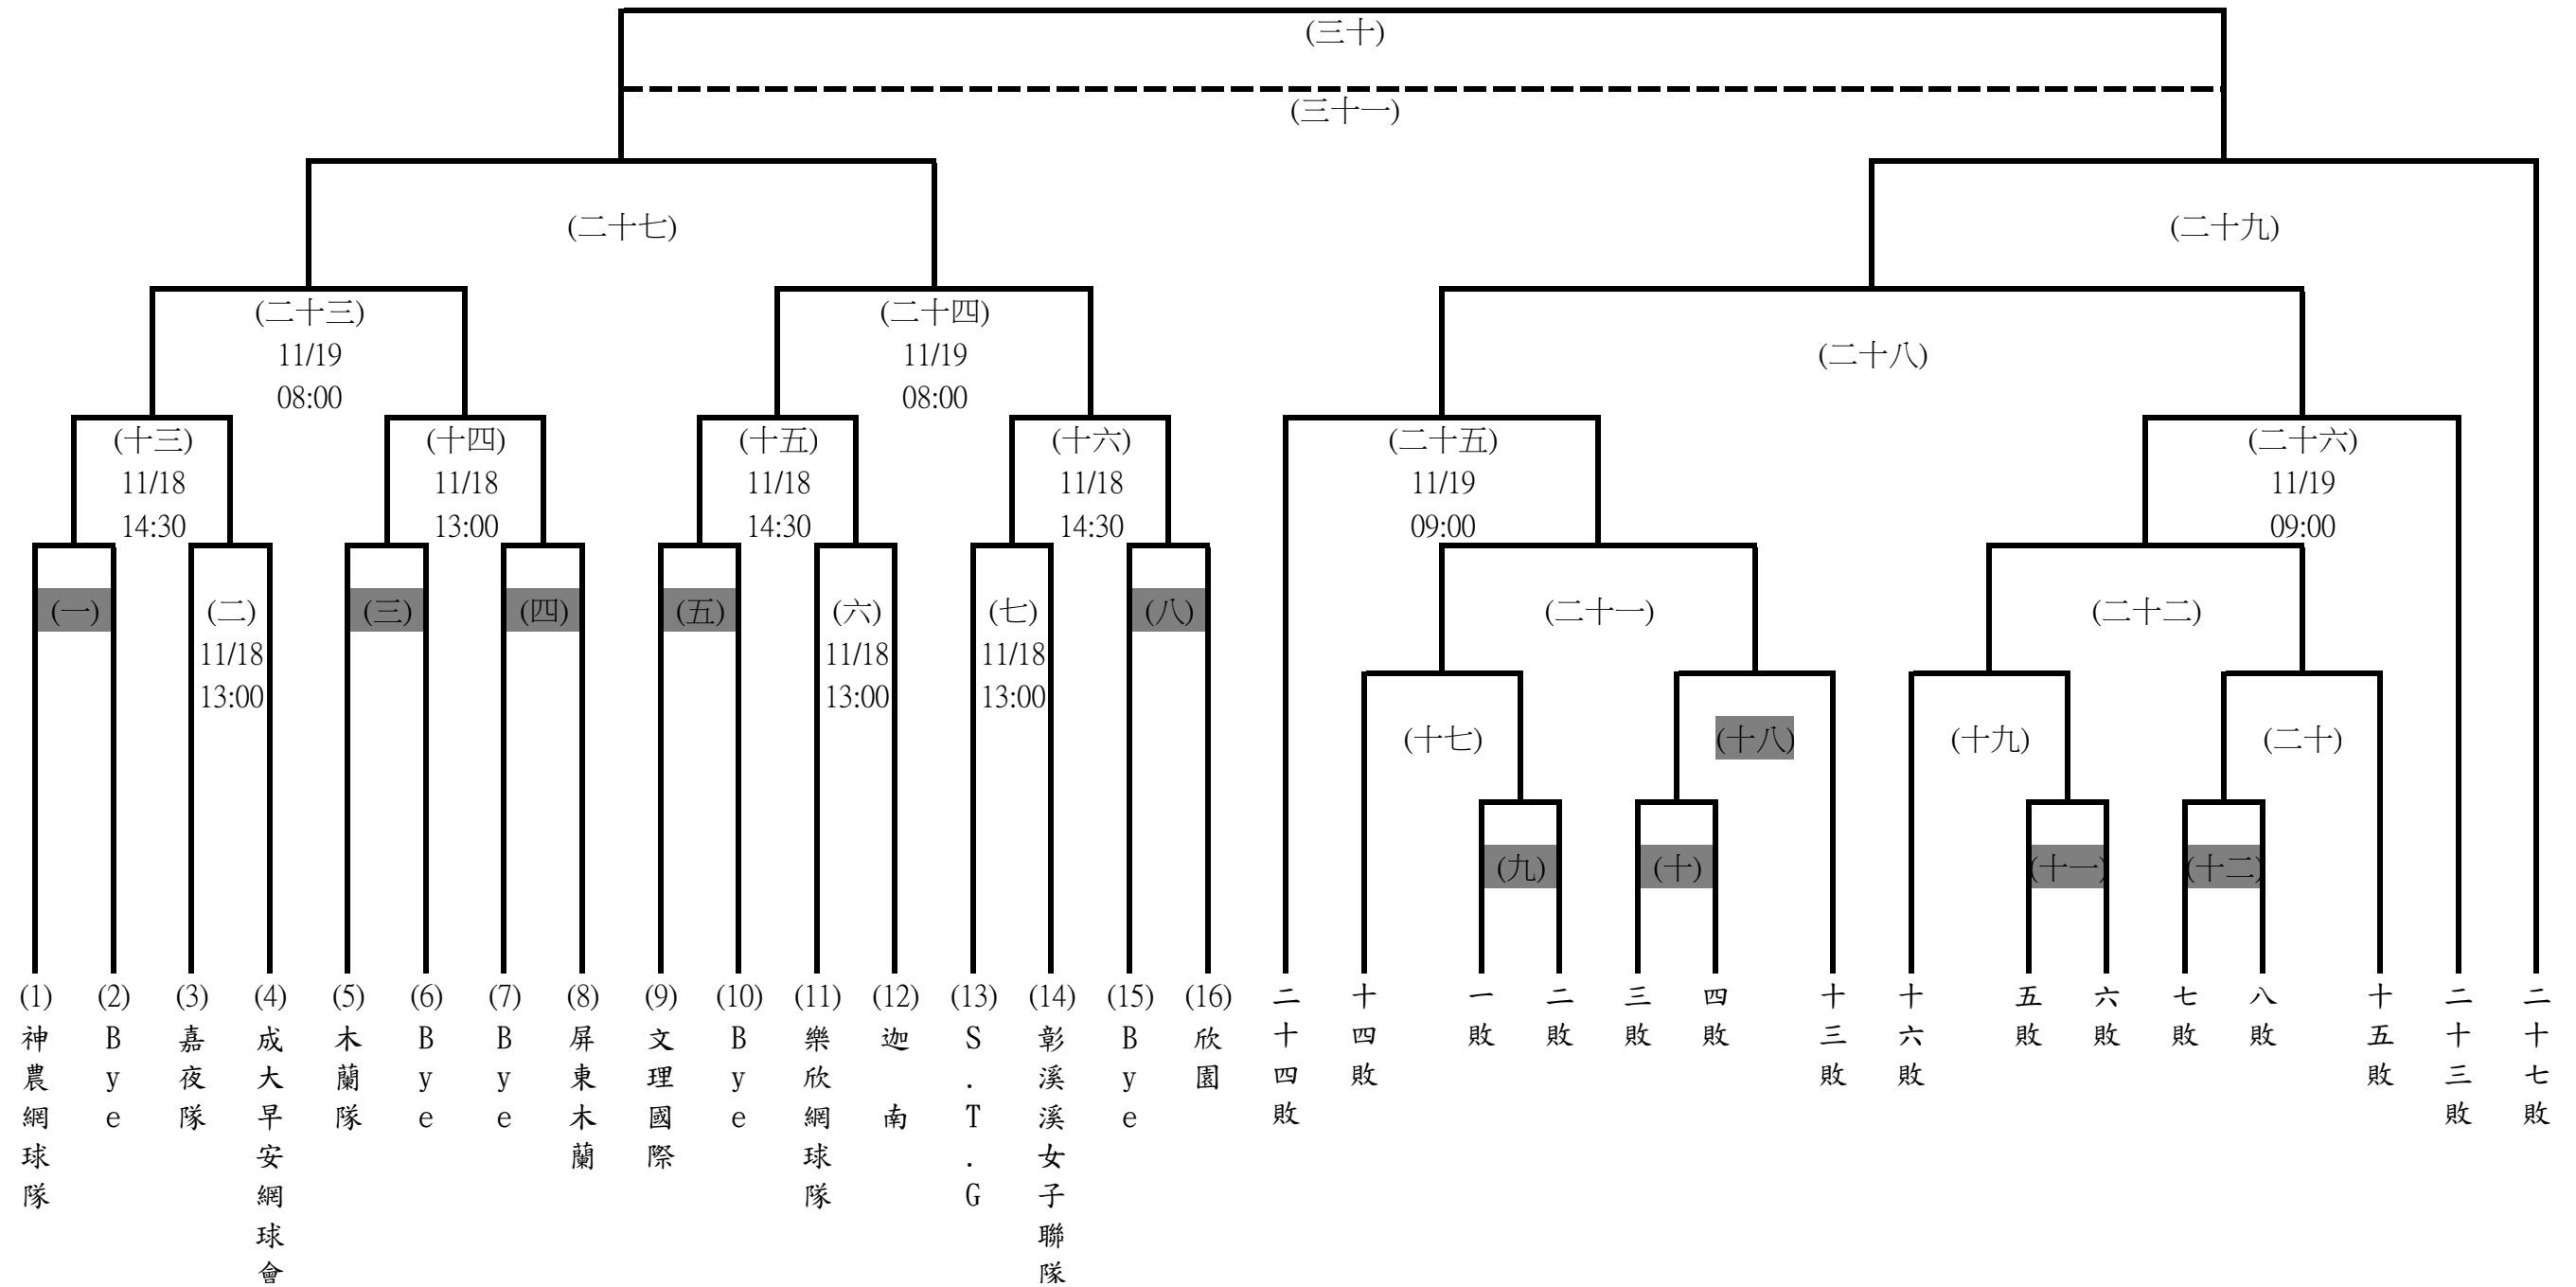 (三十)
(三十一)
(二十七)
(二十九)
(二十三)
11/19
08:00
(二十四)
11/19
08:00
(二十八)
(十三)
11/18
14:30
(十四)
11/18
13:00
(十五)
11/18
14:30
(十六)
11/18
14:30
(二十五)
11/19
09:00
(二十六)
11/19
09:00
(一)
(二)
11/18
13:00
(三)
(四)
(五)
(六)
11/18
13:00
(七)
11/18
13:00
(八)
(二十一)
(二十二)
(十七)
(十八)
(十九)
(二十)
(九)
(十)
(十一)
(十二)
(1)
神農網球隊
(2)
Bye
(3)
嘉夜隊
(4)
成大早安網球會
(5)
木蘭隊
(6)
Bye
(7)
Bye
(8)
屏東木蘭
(9)
文理國際
(10)
Bye
(11)
樂欣網球隊
(12)
迦 南
(13)
S.T.G
(14)
彰溪溪女子聯隊
(15)
Bye
(16)
欣園
二十四敗
十四敗
一敗
二敗
三敗
四敗
十三敗
十六敗
五敗
六敗
七敗
八敗
十五敗
二十三敗
二十七敗